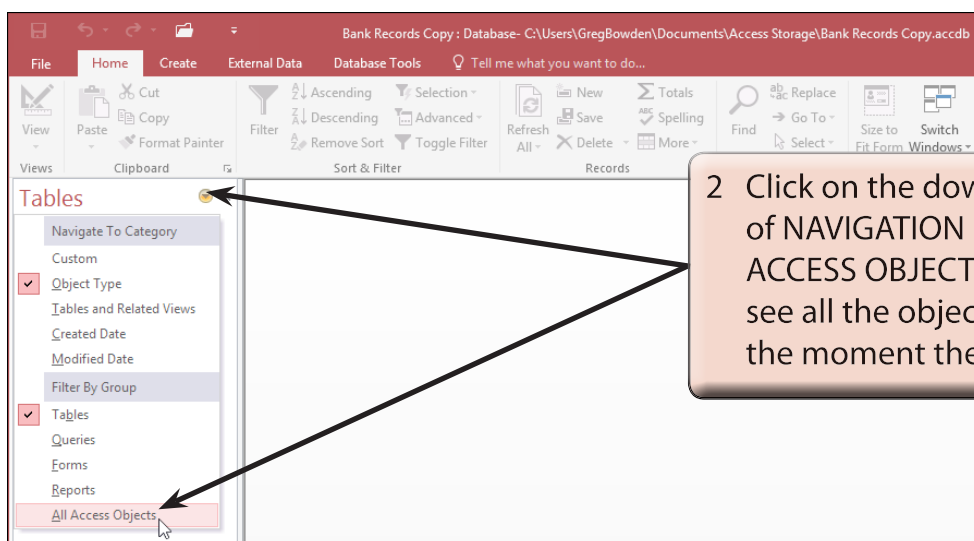 Bank Records Copy : Database- C:\Users\GregBowden\Documents\Access Storage\Bank Records Copy.accdb
File Home Create External Data Database Tools Tell me what you want to do...
View
Views
Paste
Cut
Copy
Format Painter
Clipboard
Filter
Ascending
Descending
Remove Sort
Selection
Advanced
Toggle Filter
Sort & Filter
Refresh
All
New
Save
Delete
Totals
Spelling
More
Records
Find
Replace
Go To
Select
Size to
Fit Form
Switch
Windows
Tables
Navigate To Category
Custom
Object Type
Tables and Related Views
Created Date
Modified Date
Filter By Group
Tables
Queries
Forms
Reports
All Access Objects
2 Click on the
of NAVIGATION
ACCESS
see all the
the moment